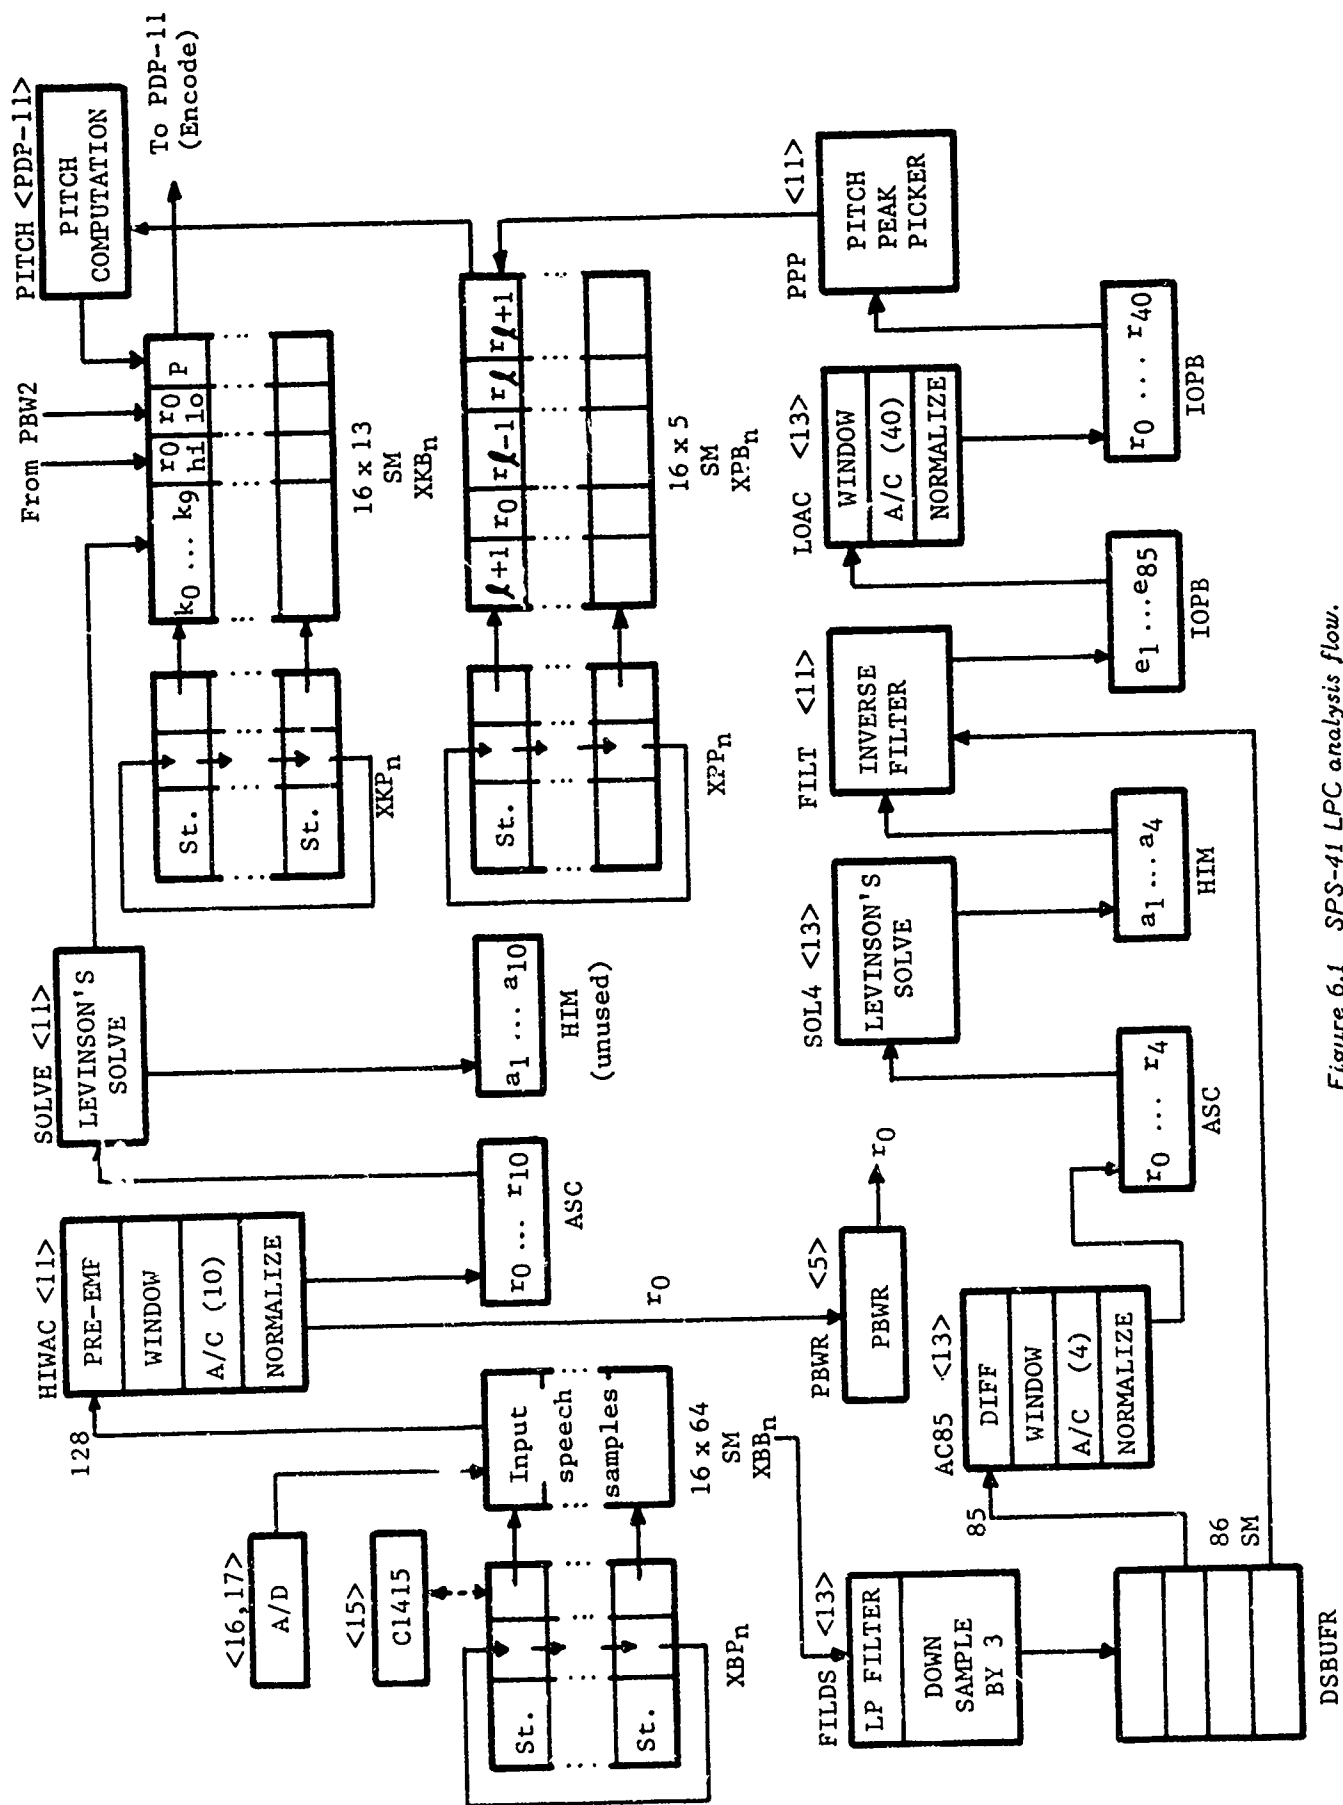 <16,17>
A/D
<15>
C1415
St.
...
...
...
St.
XBPn
Input
speech
samples
...
...
16 x 64
SM
XBBn
128
HIWAC <11>
PRE-EMF
WINDOW
A/C (10)
NORMALIZE
r0 ... r10
ASC
r0
PBWR <5>
PBWR
r0
SOLVE <11>
LEVINSON'S
SOLVE
a1 ... a10
HIM
(unused)
From PBW2
St.
...
...
...
St.
XKPn
k0 ... k9
r0
hi
r0
lo
P
...
...
...
...
16 x 13
SM
XKBn
PITCH <PDP-11>
PITCH
COMPUTATION
To PDP-11
(Encode)
St.
...
...
...
XPPn
ℓ+1
r0
rℓ-1
rℓ
rℓ+1
...
...
...
...
...
16 x 5
SM
XPBn
FILDS <13>
LP FILTER
DOWN
SAMPLE
BY 3
DSBUFR
86
SM
85
AC85 <13>
DIFF
WINDOW
A/C (4)
NORMALIZE
r0 ... r4
ASC
SOL4 <13>
LEVINSON'S
SOLVE
a1 ... a4
HIM
FILT <11>
INVERSE
FILTER
e1 ... e85
IOPB
LOAC <13>
WINDOW
A/C (40)
NORMALIZE
r0 ... r40
IOPB
PPP <11>
PITCH
PEAK
PICKER
Figure 6.1 SPS-41 LPC analysis flow.